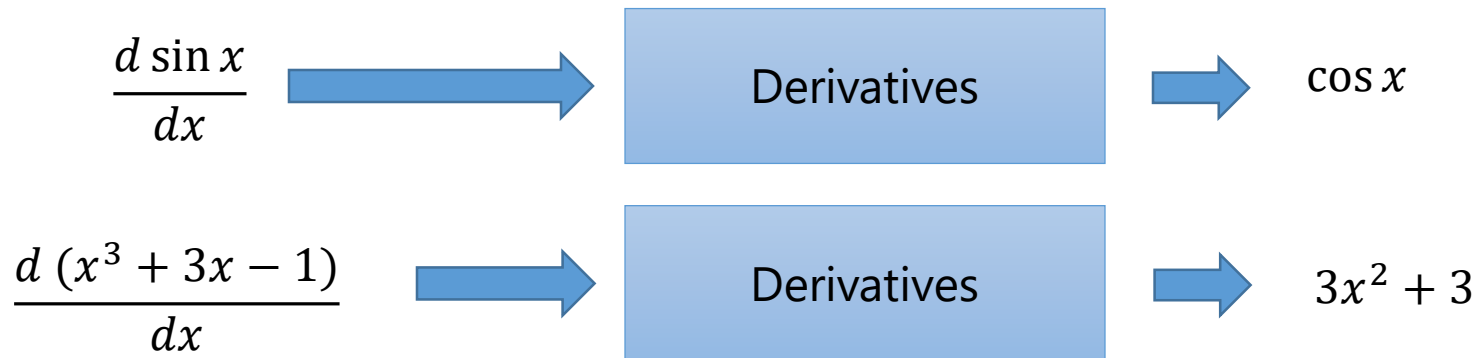 d sin x
dx
Derivatives
cos x
d (x³ + 3x − 1)
dx
Derivatives
3x² + 3